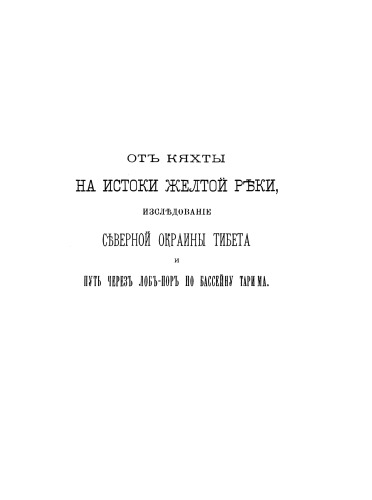 ОТЪ КЯХТЫ
НА ИСТОКИ ЖЕЛТОЙ РѢКИ,
ИЗСЛѢДОВАНІЕ
СѢВЕРНОЙ ОКРАИНЫ ТИБЕТА
И
ПУТЬ ЧЕРЕЗЪ ЛОБЪ-НОРЪ ПО БАССЕЙНУ ТАРИМА.